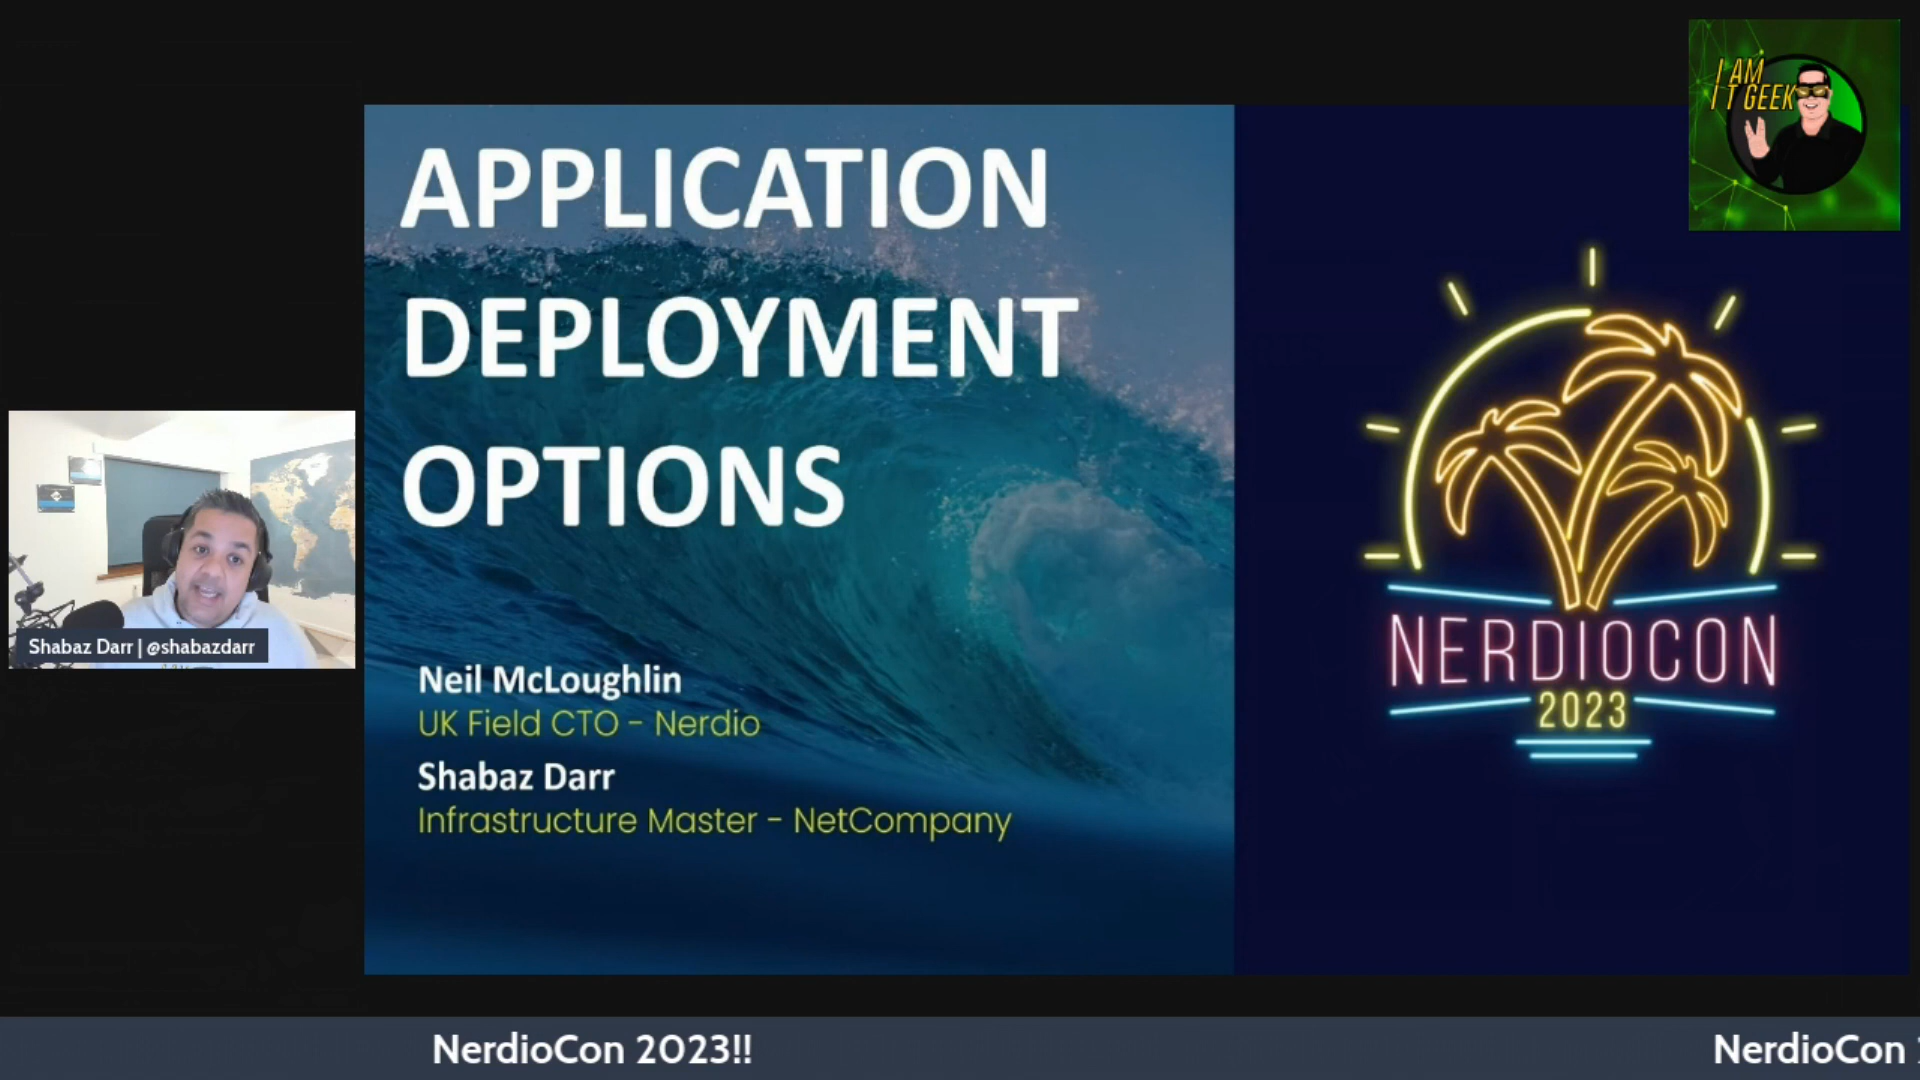 I AM
IT GEEK
APPLICATION
DEPLOYMENT
OPTIONS
Neil McLoughlin
UK Field CTO - Nerdio
Shabaz Darr
Infrastructure Master - NetCompany
NERDIOCON
2023
Shabaz Darr | @shabazdarr
NerdioCon 2023!!
NerdioCon